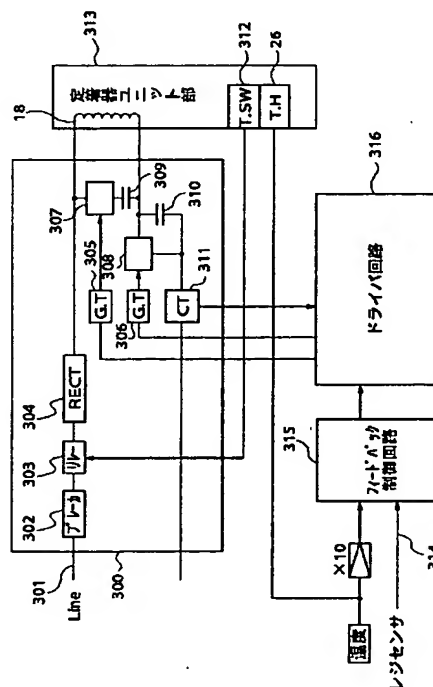 313
定着器ユニット部
18
312
T.SW
26
T.H
307
309
310
308
305
G.T
306
G.T
311
CT
304
RECT
303
リレー
302
ブレーカ
301
Line
300
316
ドライバ回路
315
フィードバック
制御回路
×10
温度
314
レジセンサ